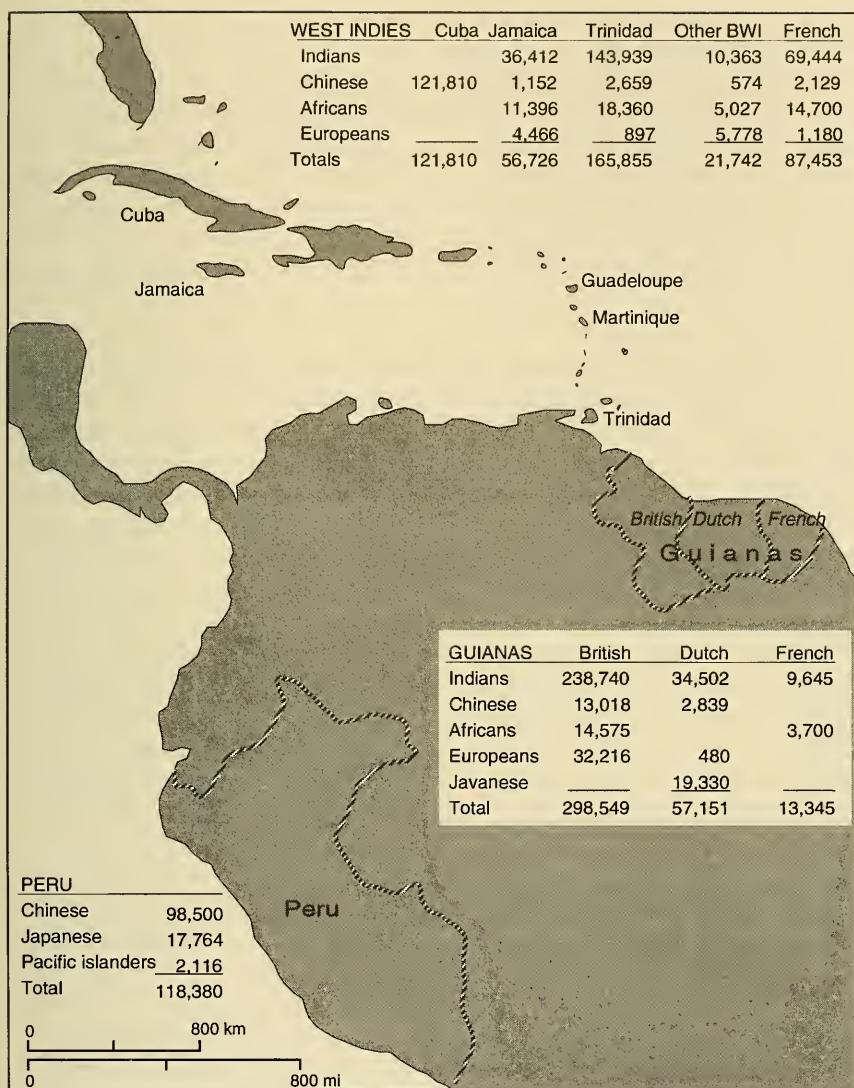 WEST INDIES Cuba Jamaica Trinidad Other BWI French
Indians 36,412 143,939 10,363 69,444
Chinese 121,810 1,152 2,659 574 2,129
Africans 11,396 18,360 5,027 14,700
Europeans 4,466 897 5,778 1,180
Totals 121,810 56,726 165,855 21,742 87,453
Cuba
Jamaica
Guadeloupe
Martinique
Trinidad
British Dutch French
Guianas
GUIANAS British Dutch French
Indians 238,740 34,502 9,645
Chinese 13,018 2,839
Africans 14,575 3,700
Europeans 32,216 480
Javanese 19,330
Total 298,549 57,151 13,345
Peru
PERU
Chinese 98,500
Japanese 17,764
Pacific islanders 2,116
Total 118,380
0 800 km
0 800 mi